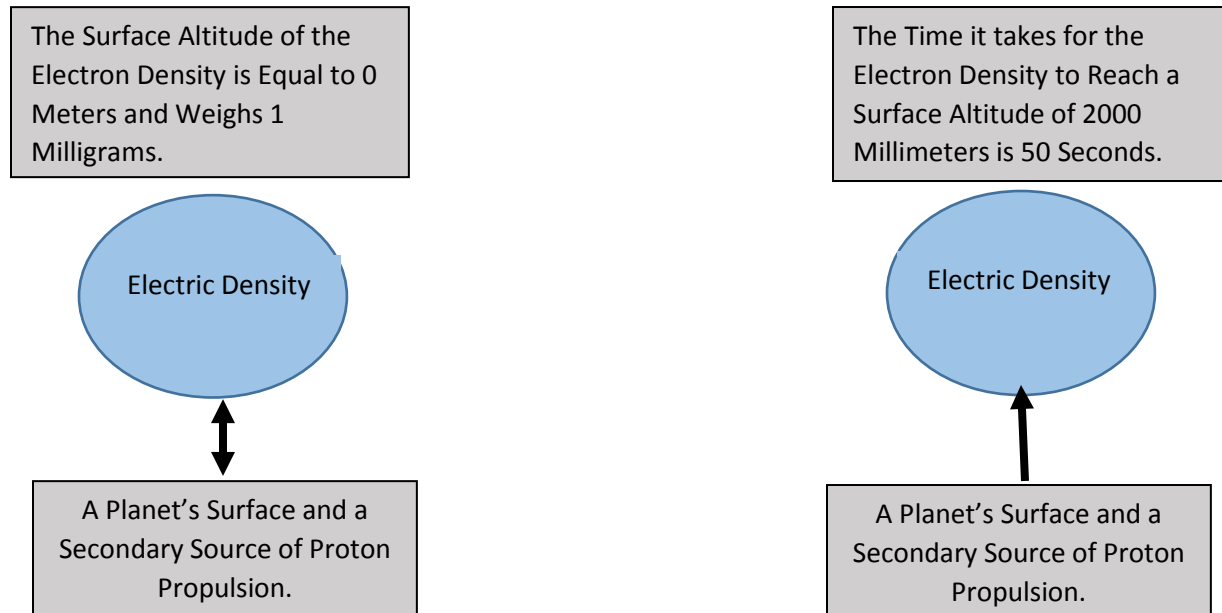 The Surface Altitude of the
Electron Density is Equal to 0
Meters and Weighs 1
Milligrams.
Electric Density
A Planet’s Surface and a
Secondary Source of Proton
Propulsion.
The Time it takes for the
Electron Density to Reach a
Surface Altitude of 2000
Millimeters is 50 Seconds.
Electric Density
A Planet’s Surface and a
Secondary Source of Proton
Propulsion.